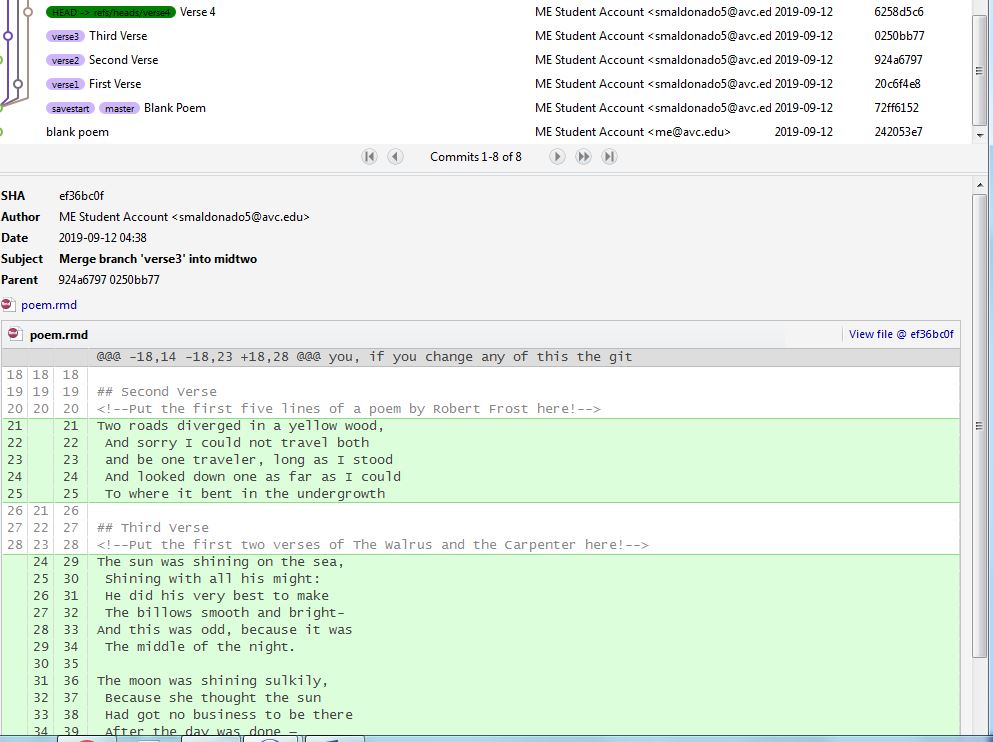 HEAD -> refs/heads/verse4 Verse 4 ME Student Account <smaldonado5@avc.ed 2019-09-12 6258d5c6
verse3 Third Verse ME Student Account <smaldonado5@avc.ed 2019-09-12 0250bb77
verse2 Second Verse ME Student Account <smaldonado5@avc.ed 2019-09-12 924a6797
verse1 First Verse ME Student Account <smaldonado5@avc.ed 2019-09-12 20c6f4e8
savestart master Blank Poem ME Student Account <smaldonado5@avc.ed 2019-09-12 72ff6152
blank poem ME Student Account <me@avc.edu> 2019-09-12 242053e7
Commits 1-8 of 8
SHA ef36bc0f
Author ME Student Account <smaldonado5@avc.edu>
Date 2019-09-12 04:38
Subject Merge branch 'verse3' into midtwo
Parent 924a6797 0250bb77
poem.rmd
poem.rmd View file @ ef36bc0f
@@@ -18,14 -18,23 +18,28 @@@ you, if you change any of this the git
18 18 18
19 19 19 ## Second Verse
20 20 20 <!--Put the first five lines of a poem by Robert Frost here!-->
21 21 Two roads diverged in a yellow wood,
22 22 And sorry I could not travel both
23 23 and be one traveler, long as I stood
24 24 And looked down one as far as I could
25 25 To where it bent in the undergrowth
26 21 26
27 22 27 ## Third Verse
28 23 28 <!--Put the first two verses of The Walrus and the Carpenter here!-->
24 29 The sun was shining on the sea,
25 30 Shining with all his might:
26 31 He did his very best to make
27 32 The billows smooth and bright-
28 33 And this was odd, because it was
29 34 The middle of the night.
30 35
31 36 The moon was shining sulkily,
32 37 Because she thought the sun
33 38 Had got no business to be there
34 39 After the day was done —